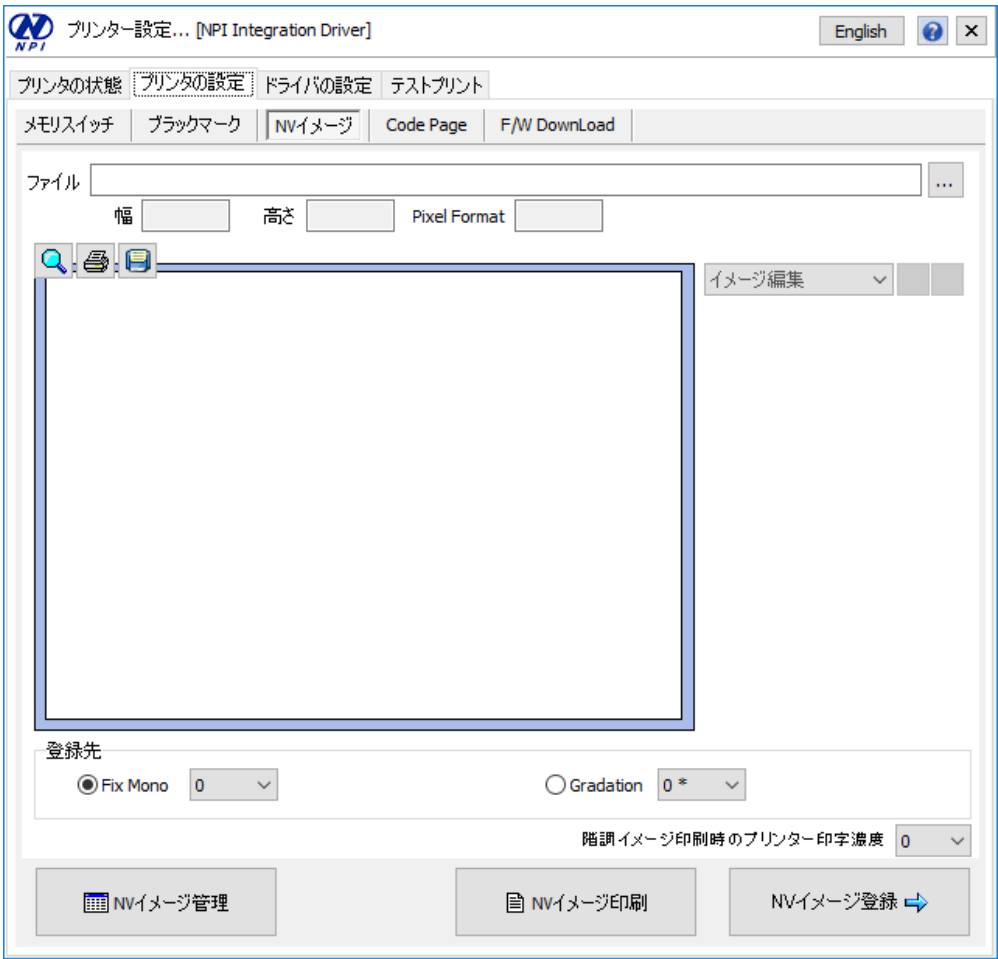 NPI プリンター設定... [NPI Integration Driver] English ?
プリンタの状態 プリンタの設定 ドライバの設定 テストプリント
メモリスイッチ ブラックマーク NVイメージ Code Page F/W DownLoad
ファイル ...
幅 高さ Pixel Format
イメージ編集
登録先
Fix Mono 0 Gradation 0 *
階調イメージ印刷時のプリンター印字濃度 0
NVイメージ管理 NVイメージ印刷 NVイメージ登録